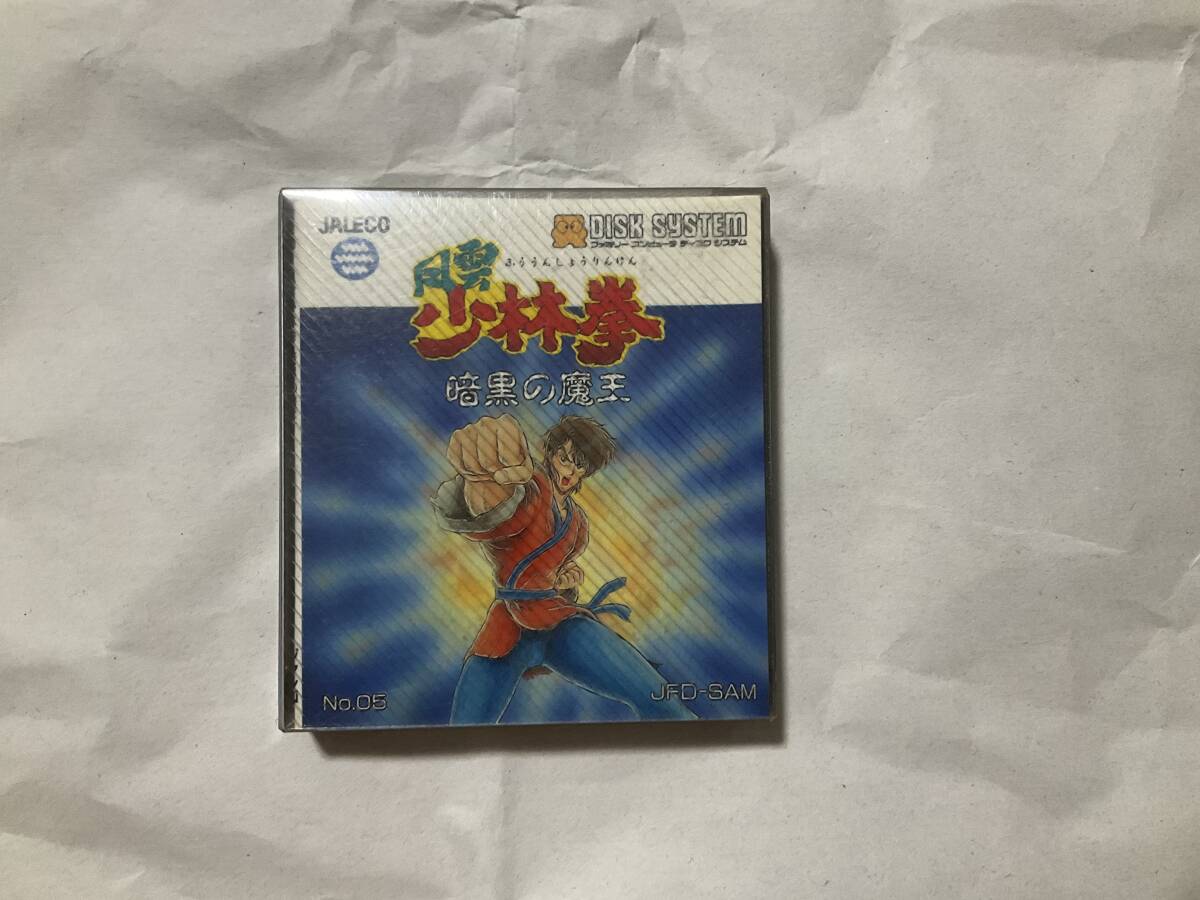 JALECO
DISK SYSTEM
ファミリー コンピュータ ディスク システム
風雲
ふううんしょうりんけん
少林拳
暗黒の魔王
No.05
JFD-SAM